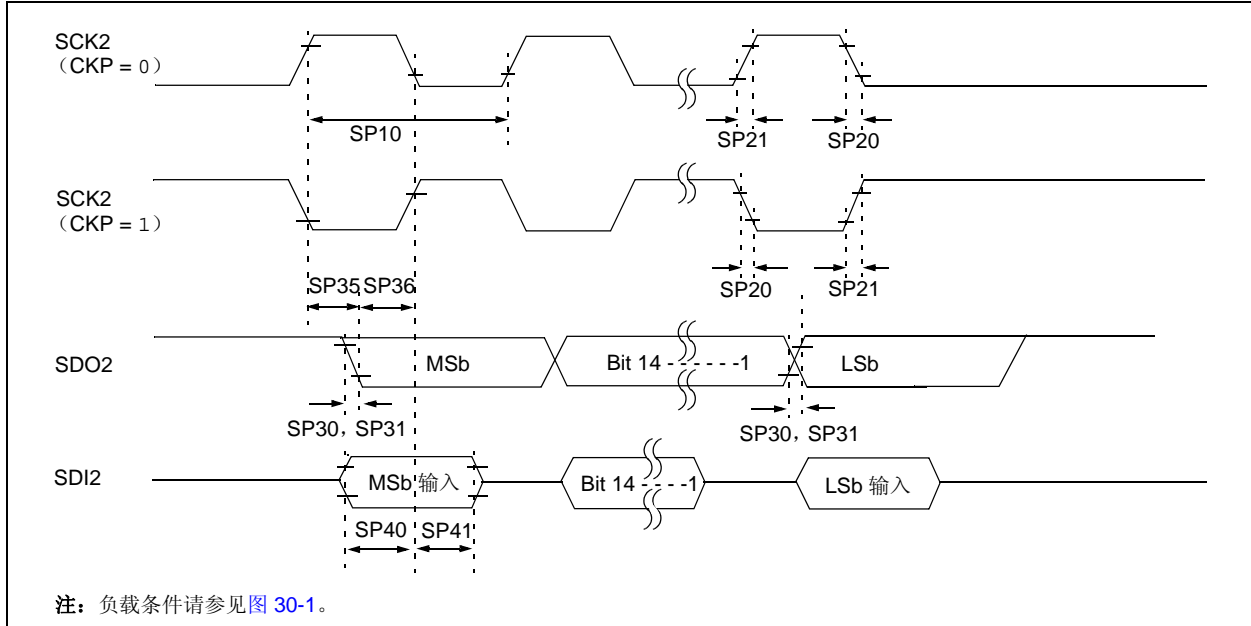 SCK2
（CKP = 0）
SP10
SP21
SP20
SCK2
（CKP = 1）
SP35
SP36
SP20
SP21
SDO2
MSb
Bit 14 - - - - - -1
LSb
SP30，SP31
SP30，SP31
SDI2
MSb 输入
Bit 14 - - - -1
LSb 输入
SP40
SP41
注：负载条件请参见图 30-1。